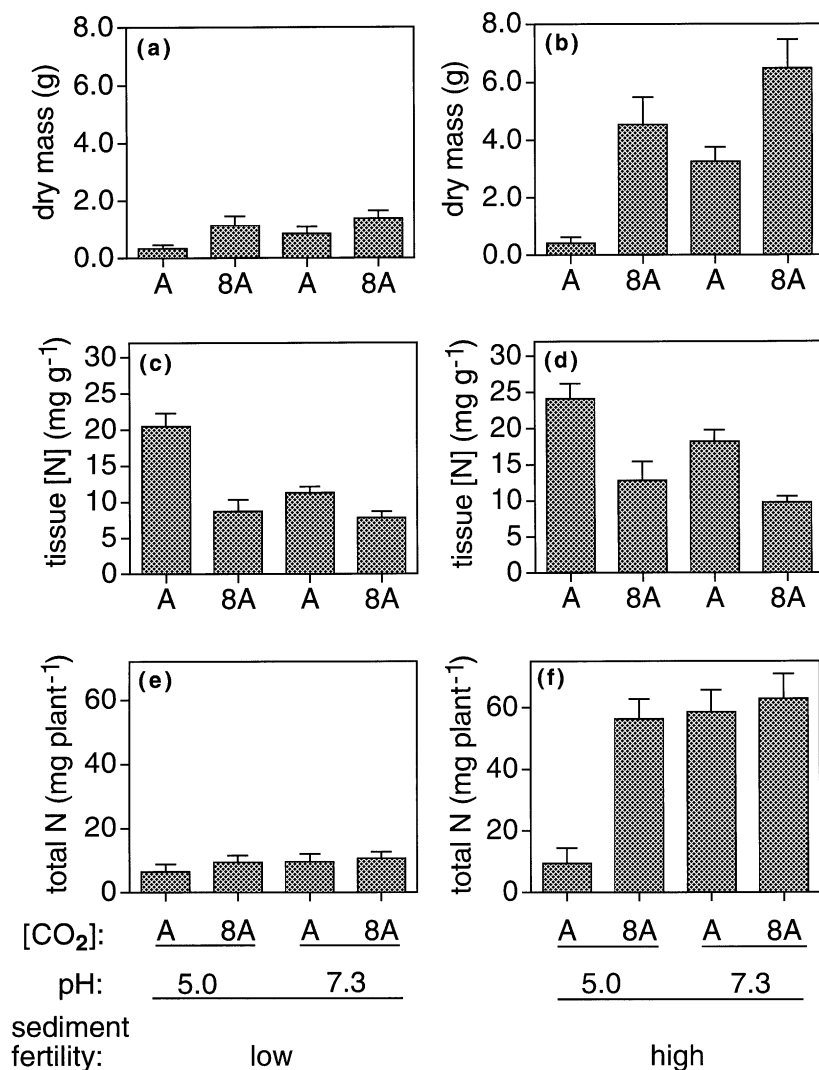 dry mass (g)
8.0
6.0
4.0
2.0
0.0
(a)
A 8A A 8A
dry mass (g)
8.0
6.0
4.0
2.0
0.0
(b)
A 8A A 8A
tissue [N] (mg g⁻¹)
30
25
20
15
10
5
0
(c)
A 8A A 8A
tissue [N] (mg g⁻¹)
30
25
20
15
10
5
0
(d)
A 8A A 8A
total N (mg plant⁻¹)
60
40
20
0
(e)
total N (mg plant⁻¹)
60
40
20
0
(f)
[CO₂]: A 8A A 8A A 8A A 8A
pH: 5.0 7.3 5.0 7.3
sediment
fertility: low high